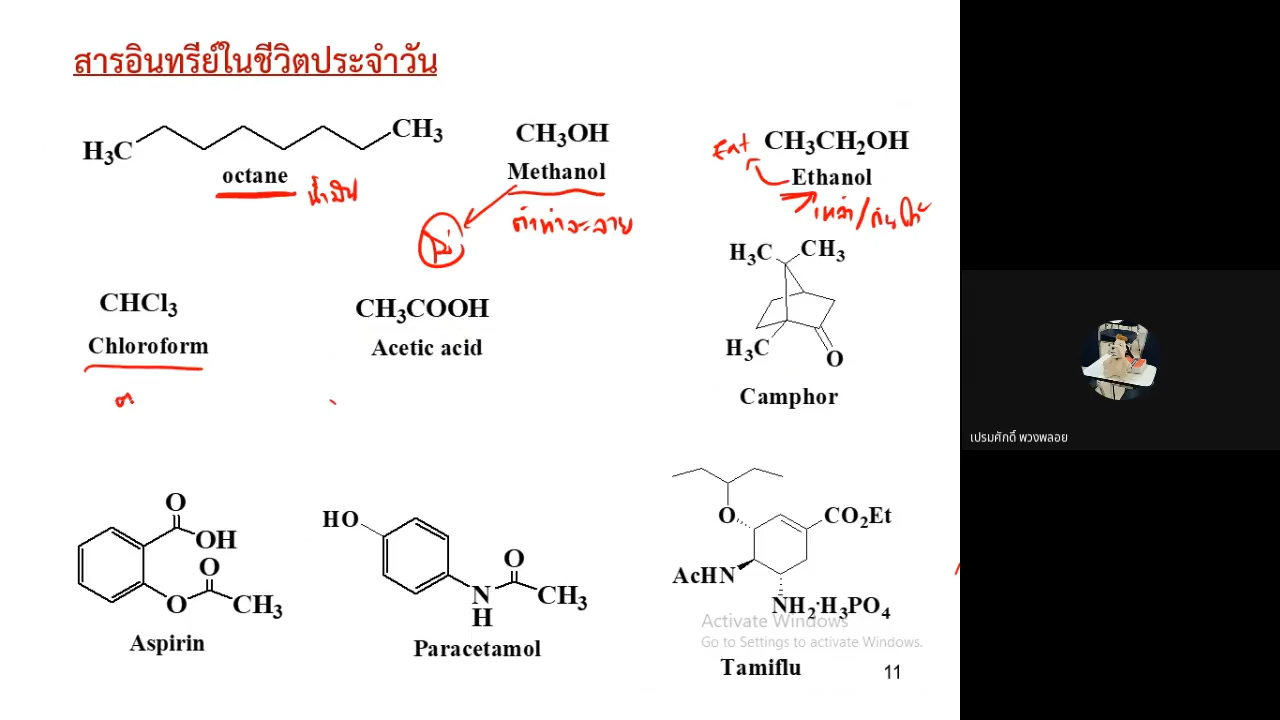 สารอินทรีย์ในชีวิตประจำวัน
H₃C CH₃
octane
น้ำมัน
CH₃OH
Methanol
ตัวทำละลาย
Eat CH₃CH₂OH
Ethanol
เหล้า/กินได้
CHCl₃
Chloroform
CH₃COOH
Acetic acid
H₃C CH₃
H₃C
O
Camphor
เปรมศักดิ์ พวงพลอย
O
OH
O
O CH₃
Aspirin
HO
O
N CH₃
H
Paracetamol
O CO₂Et
AcHN
NH₂·H₃PO₄
Activate Windows
Go to Settings to activate Windows.
Tamiflu
11